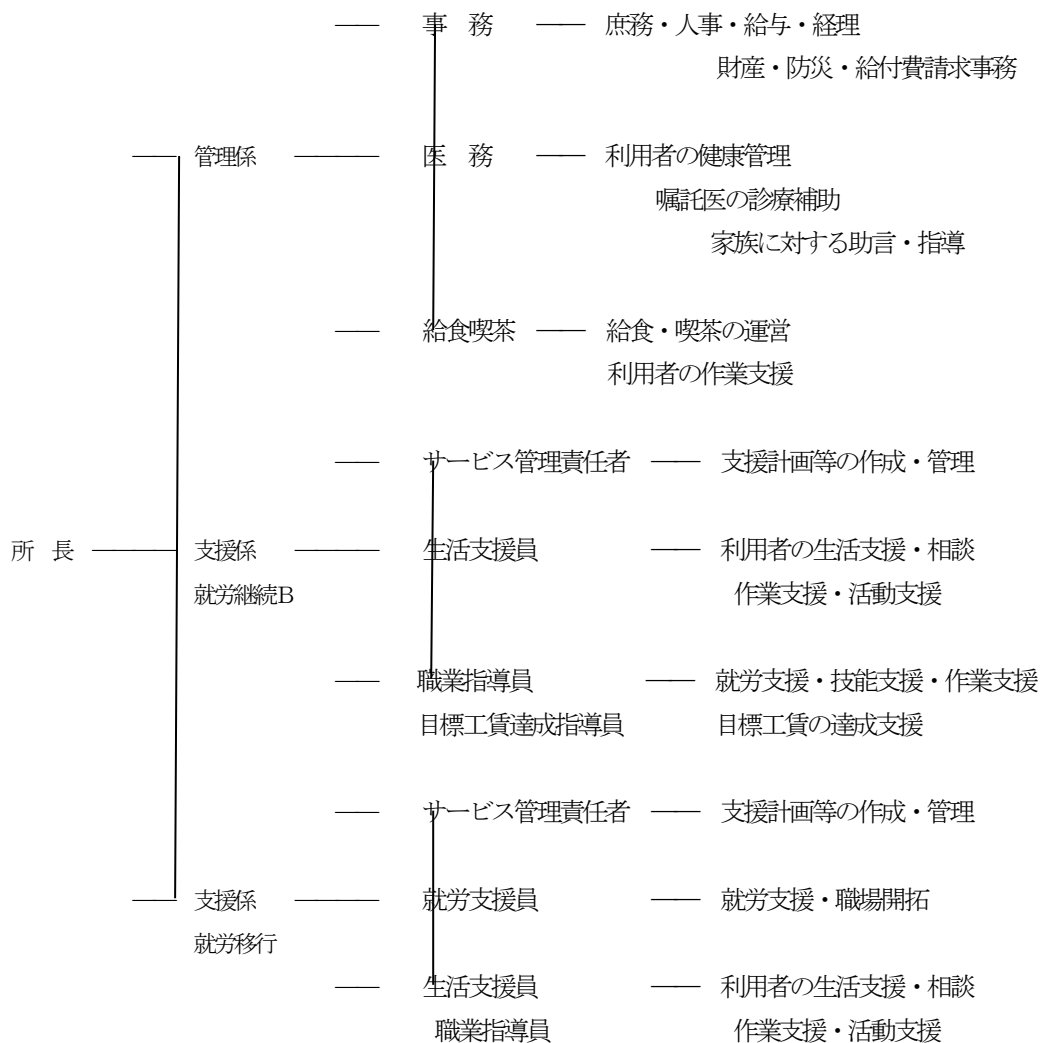 事 務 庶務・人事・給与・経理
財産・防災・給付費請求事務
管理係 医 務 利用者の健康管理
嘱託医の診療補助
家族に対する助言・指導
給食喫茶 給食・喫茶の運営
利用者の作業支援
サービス管理責任者 支援計画等の作成・管理
所 長 支援係 生活支援員 利用者の生活支援・相談
就労継続B 作業支援・活動支援
職業指導員 就労支援・技能支援・作業支援
目標工賃達成指導員 目標工賃の達成支援
サービス管理責任者 支援計画等の作成・管理
支援係 就労支援員 就労支援・職場開拓
就労移行
生活支援員 利用者の生活支援・相談
職業指導員 作業支援・活動支援